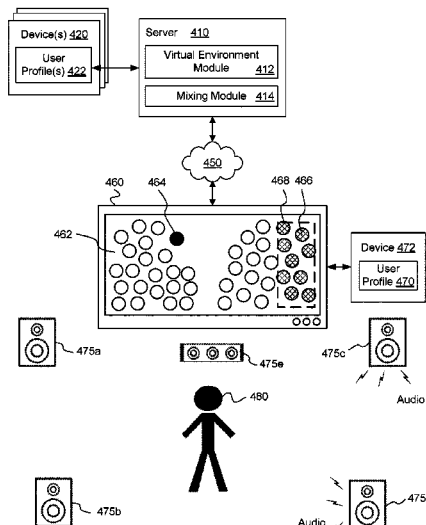 Device(s) 420
User
Profile(s) 422
Server 410
Virtual Environment
Module 412
Mixing Module 414
450
460
464
468
466
462
Device 472
User
Profile 470
475a
475e
475c
Audio
480
475b
475
Audio